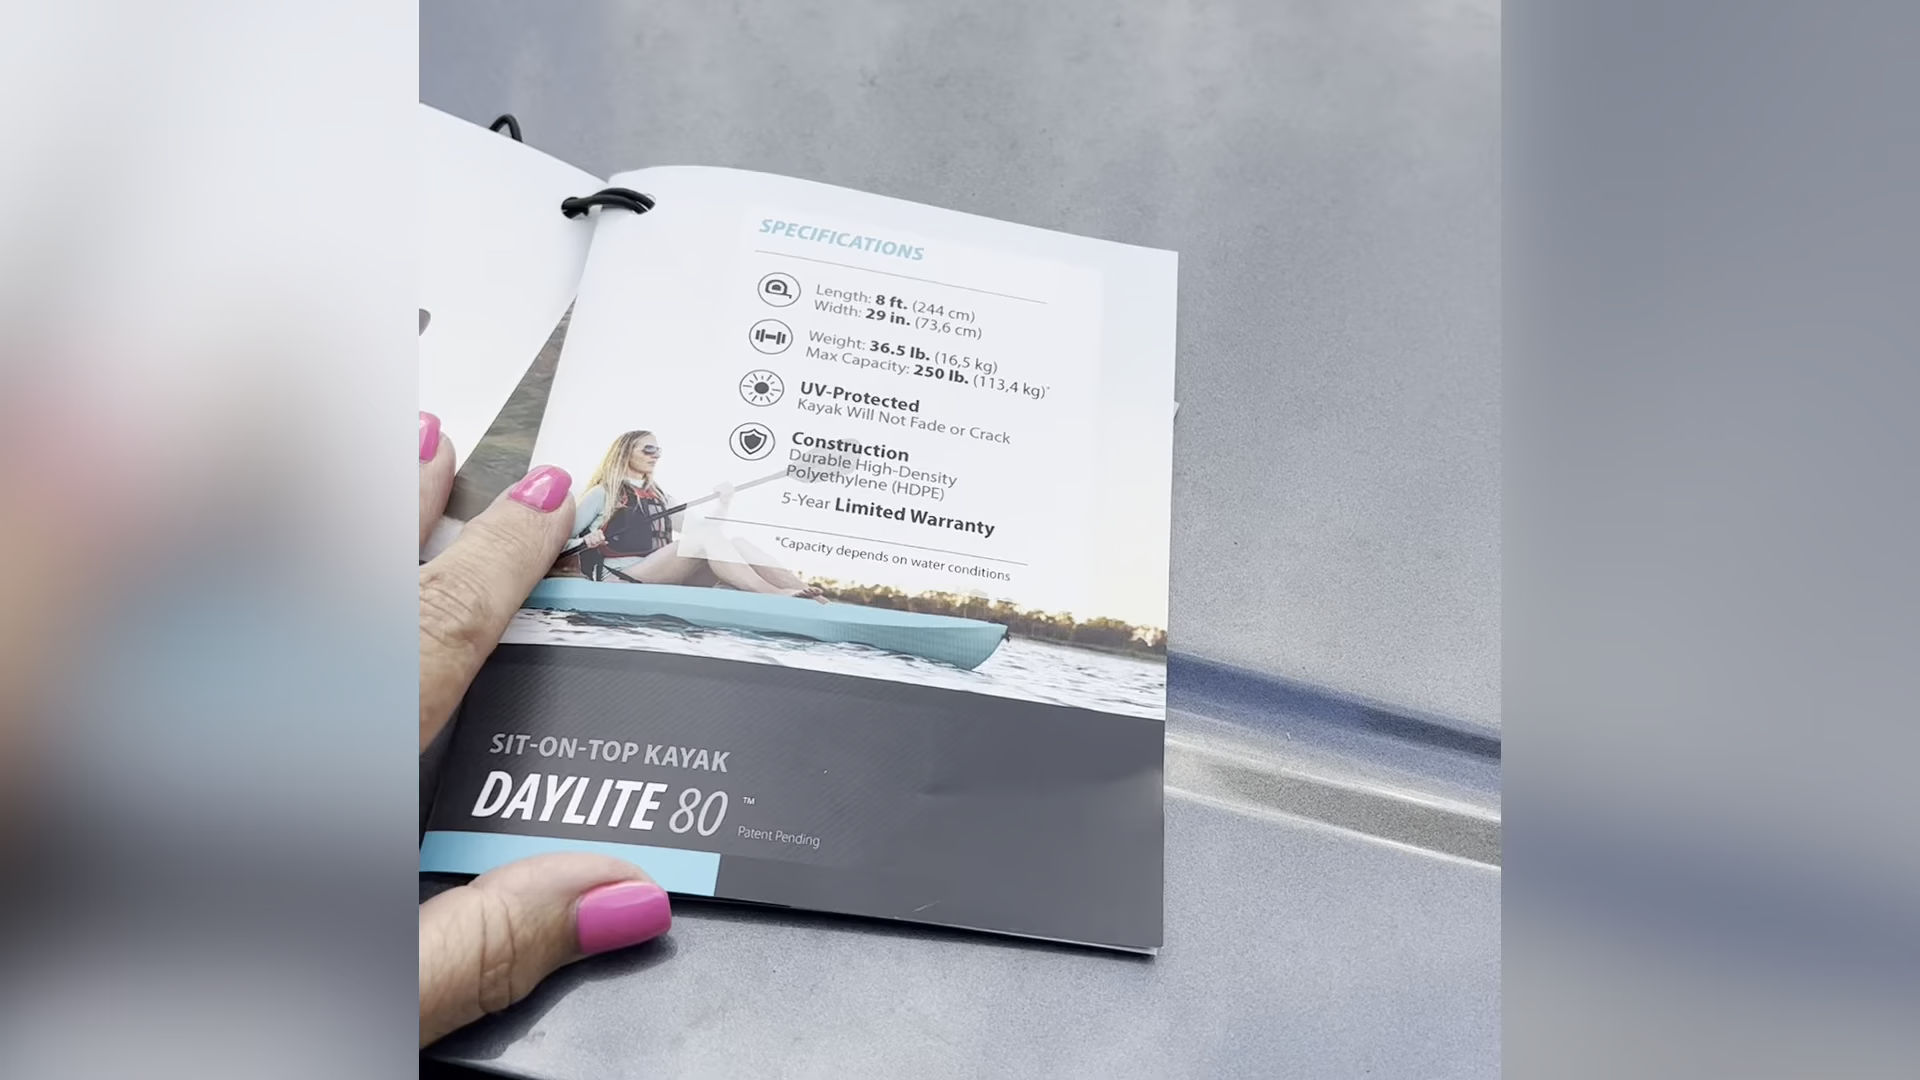 SPECIFICATIONS
Length: 8 ft. (244 cm)
Width: 29 in. (73,6 cm)
Weight: 36.5 lb. (16,5 kg)
Max Capacity: 250 lb. (113,4 kg)*
UV-Protected
Kayak Will Not Fade or Crack
Construction
Durable High-Density
Polyethylene (HDPE)
5-Year Limited Warranty
*Capacity depends on water conditions
SIT-ON-TOP KAYAK
DAYLITE 80 ™
Patent Pending